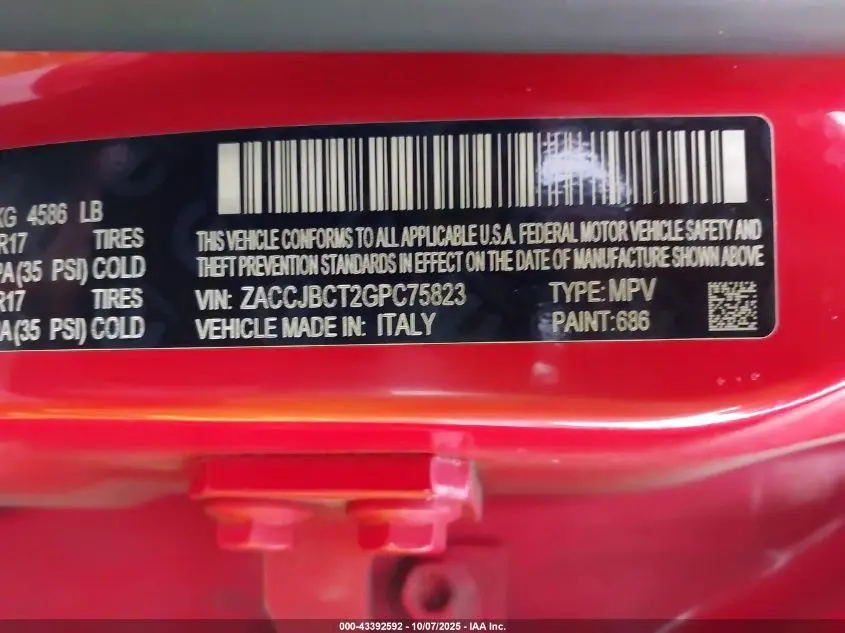 KG 4586 LB
R17 TIRES
PA(35 PSI) COLD
R17 TIRES
PA(35 PSI) COLD
THIS VEHICLE CONFORMS TO ALL APPLICABLE U.S.A. FEDERAL MOTOR VEHICLE SAFETY AND
THEFT PREVENTION STANDARDS IN EFFECT ON THE DATE OF MANUFACTURE SHOWN ABOVE
VIN: ZACCJBCT2GPC75823 TYPE: MPV
VEHICLE MADE IN: ITALY PAINT:686
000-43392592 - 10/07/2025 - IAA Inc.